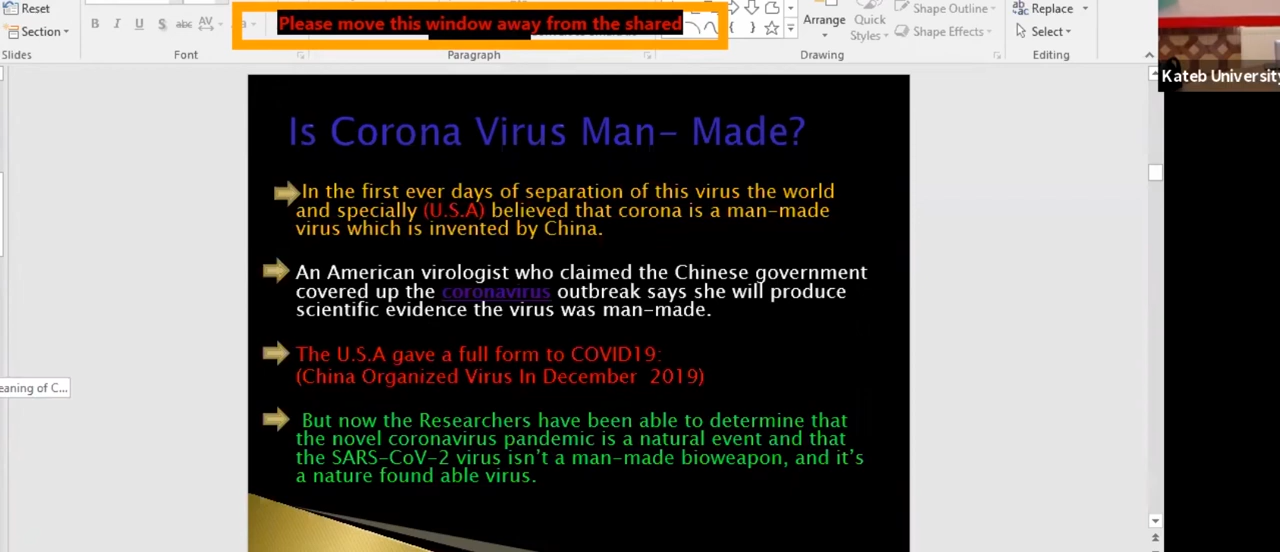 Reset
Section
Slides
B I U S abc AV
Font
Please move this window away from the shared
Paragraph
Arrange
Quick
Styles
Drawing
Shape Outline
Shape Effects
Replace
Select
Editing
Kateb University
Is Corona Virus Man- Made?
In the first ever days of separation of this virus the world
and specially (U.S.A) believed that corona is a man-made
virus which is invented by China.
An American virologist who claimed the Chinese government
covered up the coronavirus outbreak says she will produce
scientific evidence the virus was man-made.
The U.S.A gave a full form to COVID19:
(China Organized Virus In December 2019)
eaning of C...
But now the Researchers have been able to determine that
the novel coronavirus pandemic is a natural event and that
the SARS-CoV-2 virus isn't a man-made bioweapon, and it's
a nature found able virus.